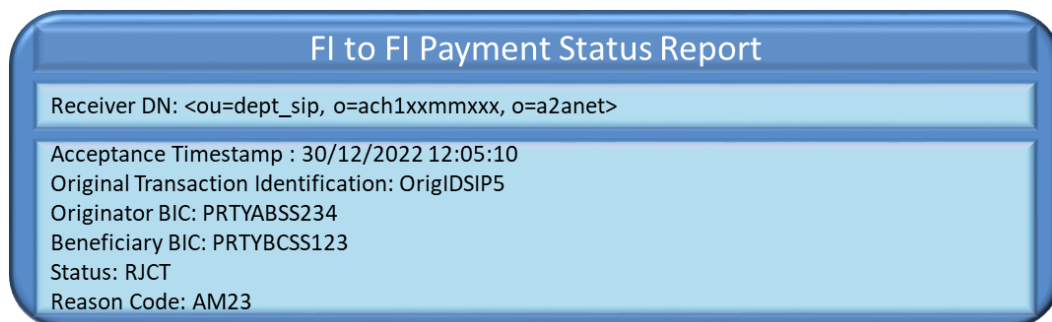 FI to FI Payment Status Report
Receiver DN: <ou=dept_sip, o=ach1xxmmxxx, o=a2anet>
Acceptance Timestamp : 30/12/2022 12:05:10
Original Transaction Identification: OrigIDSIP5
Originator BIC: PRTYABSS234
Beneficiary BIC: PRTYBCSS123
Status: RJCT
Reason Code: AM23